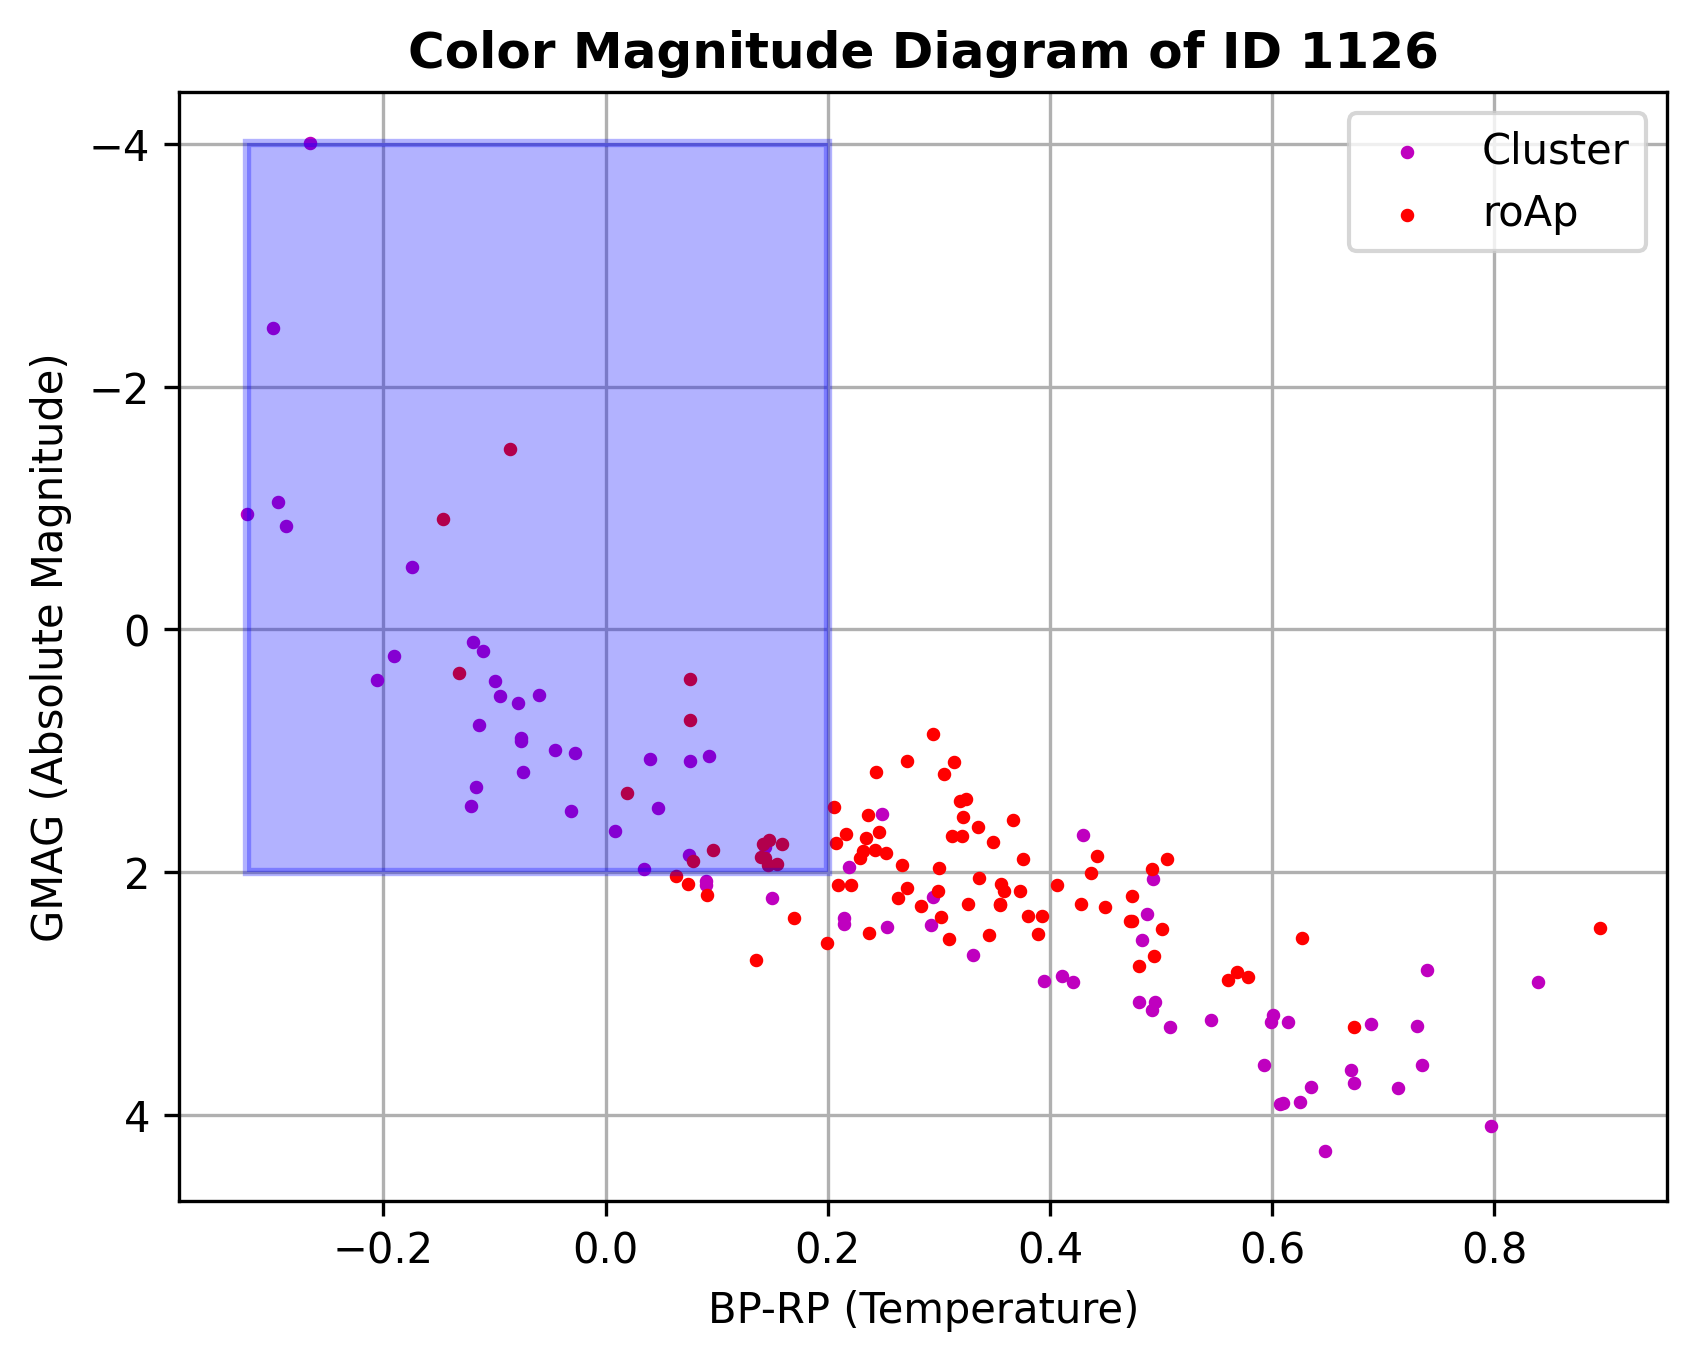 Color Magnitude Diagram of ID 1126
Cluster
roAp
−4
−2
0
2
4
GMAG (Absolute Magnitude)
−0.2 0.0 0.2 0.4 0.6 0.8
BP-RP (Temperature)